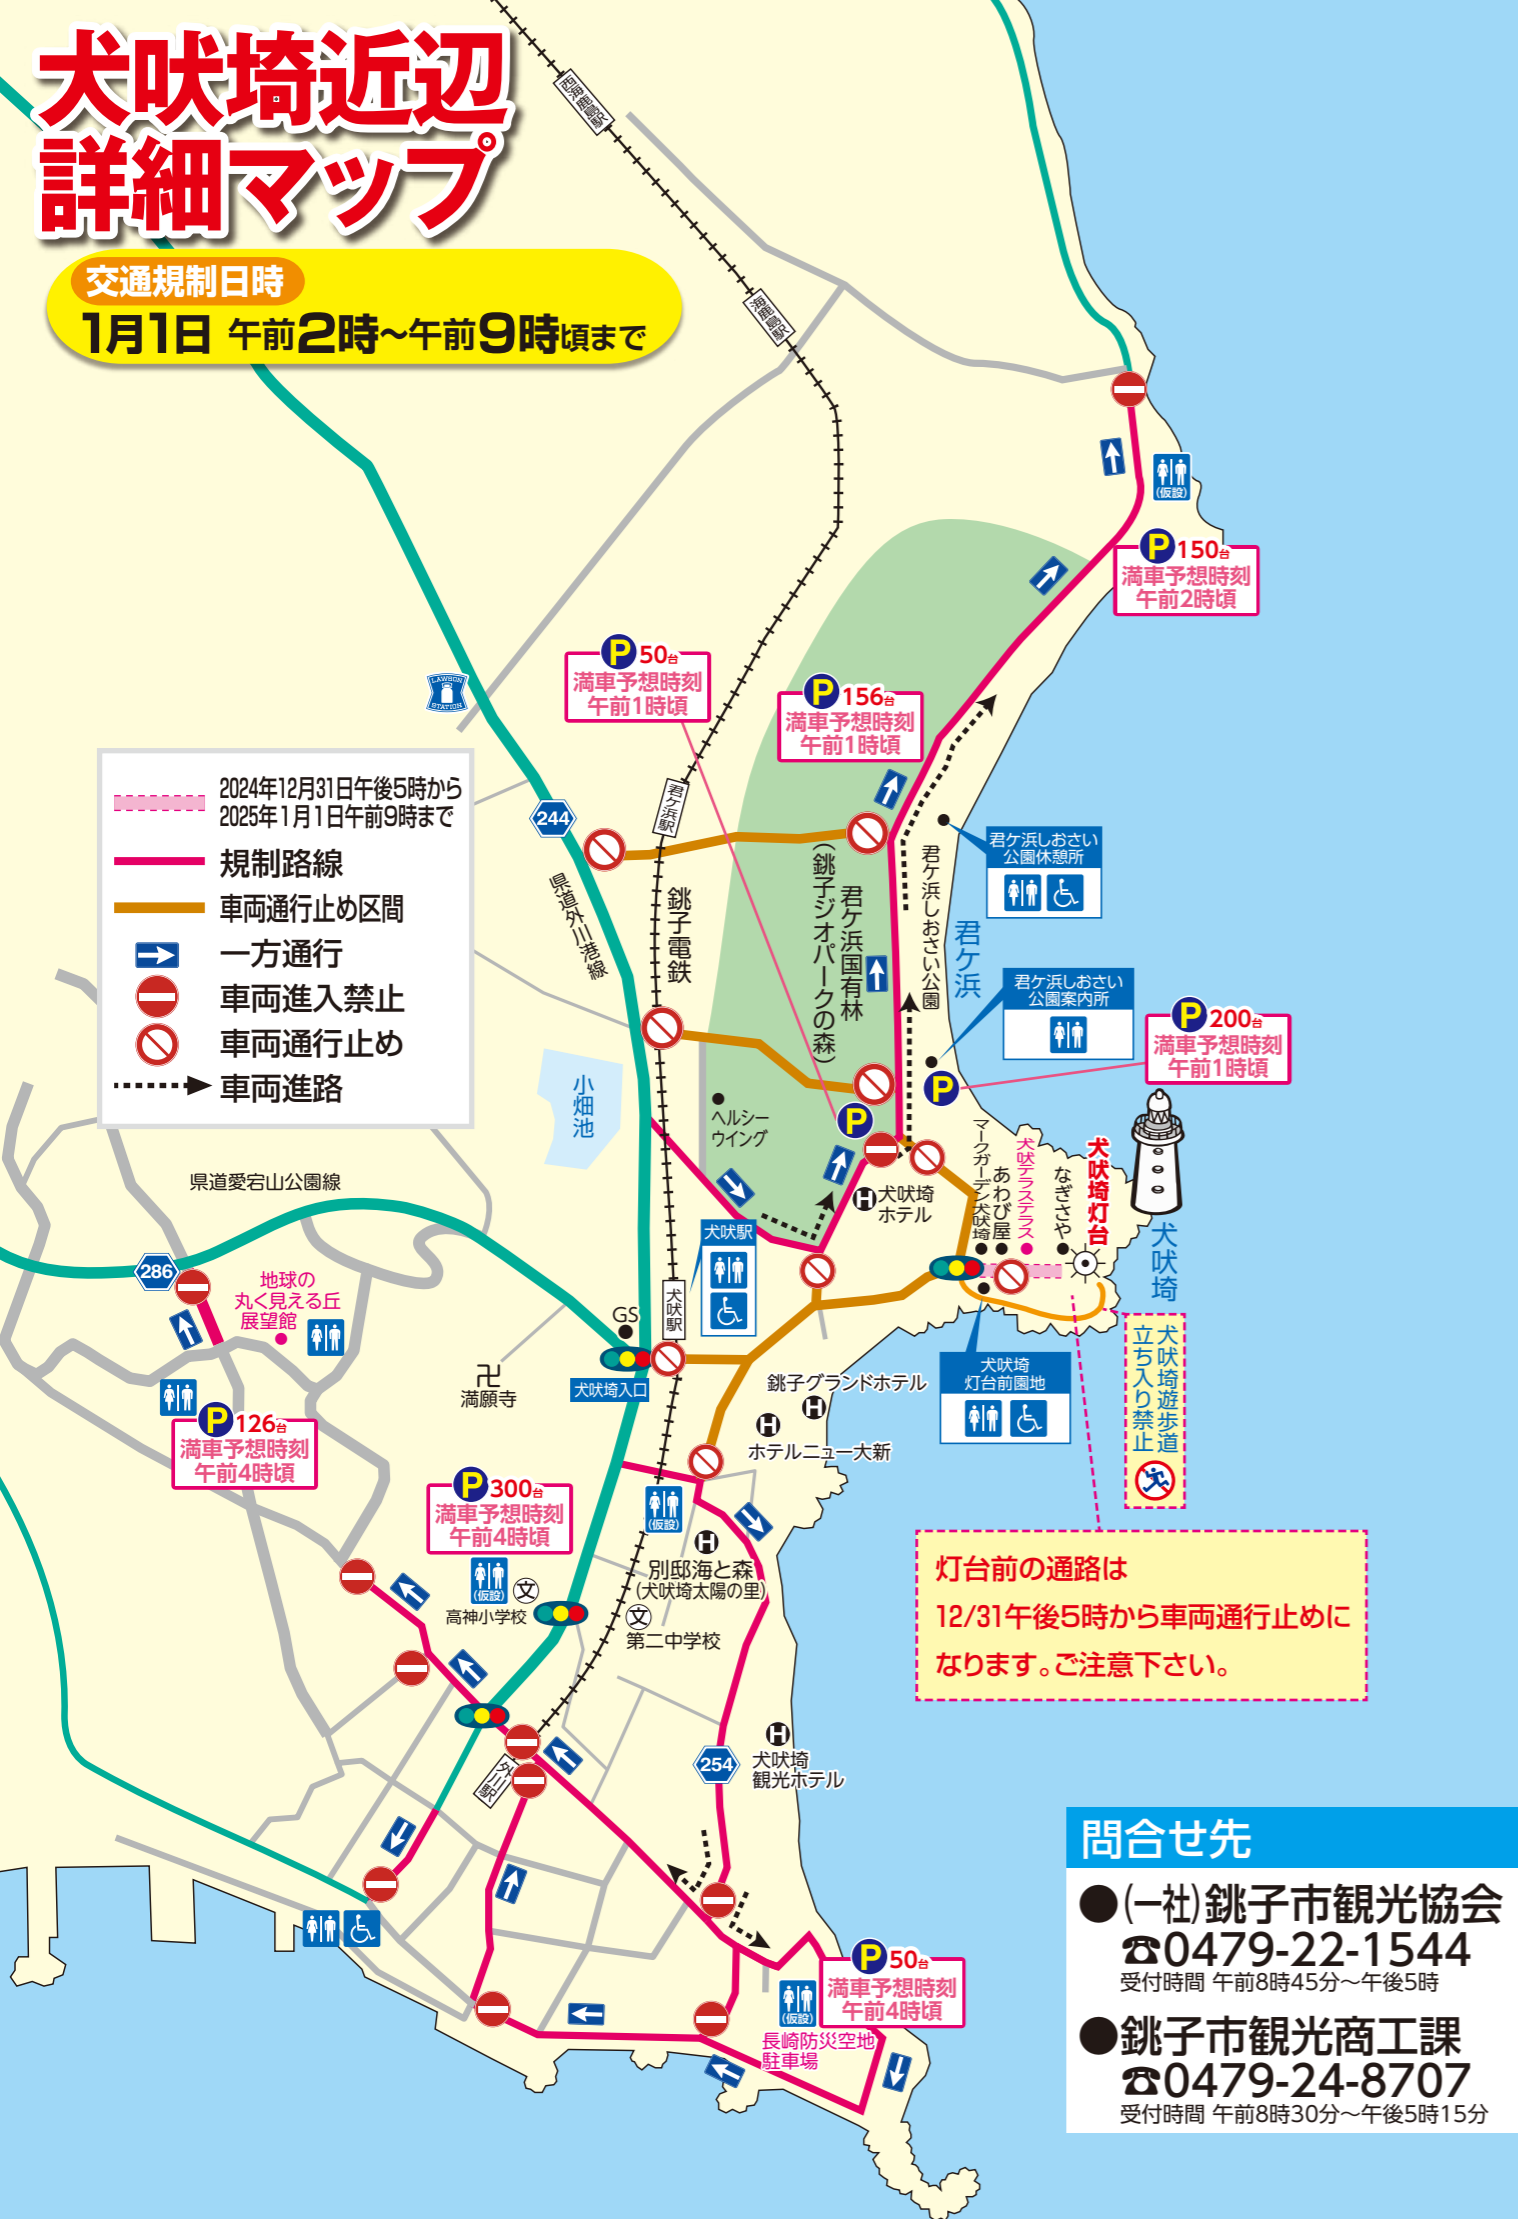 犬吠埼近辺
詳細マップ
交通規制日時
1月1日 午前2時～午前9時頃まで
西海鹿島駅
海鹿島駅
(仮設)
P 150台
満車予想時刻
午前2時頃
P 50台
満車予想時刻
午前1時頃
P 156台
満車予想時刻
午前1時頃
LAWSON
STATION
2024年12月31日午後5時から
2025年1月1日午前9時まで
規制路線
車両通行止め区間
一方通行
車両進入禁止
車両通行止め
車両進路
244
県道外川港線
君ケ浜駅
銚子電鉄
君ケ浜国有林
(銚子ジオパークの森)
君ケ浜しおさい公園
君ケ浜
君ケ浜しおさい
公園休憩所
君ケ浜しおさい
公園案内所
P 200台
満車予想時刻
午前1時頃
P
P
小畑池
ヘルシー
ウイング
県道愛宕山公園線
H 犬吠埼
ホテル
マークガーデン犬吠埼
あわび屋
犬吠テラステラス
なぎさや
犬吠埼灯台
犬吠埼
286
地球の
丸く見える丘
展望館
犬吠駅
犬吠駅
GS
犬吠埼入口
卍
満願寺
犬吠埼
灯台前園地
犬吠埼遊歩道
立ち入り禁止
銚子グランドホテル
H
H
ホテルニュー大新
P 126台
満車予想時刻
午前4時頃
P 300台
満車予想時刻
午前4時頃
(仮設)
(仮設)
文
高神小学校
H
別邸海と森
(犬吠埼太陽の里)
文
第二中学校
灯台前の通路は
12/31午後5時から車両通行止めに
なります。ご注意下さい。
外川駅
254
H
犬吠埼
観光ホテル
P 50台
満車予想時刻
午前4時頃
(仮設)
長崎防災空地
駐車場
問合せ先
●(一社)銚子市観光協会
☎0479-22-1544
受付時間 午前8時45分～午後5時
●銚子市観光商工課
☎0479-24-8707
受付時間 午前8時30分～午後5時15分